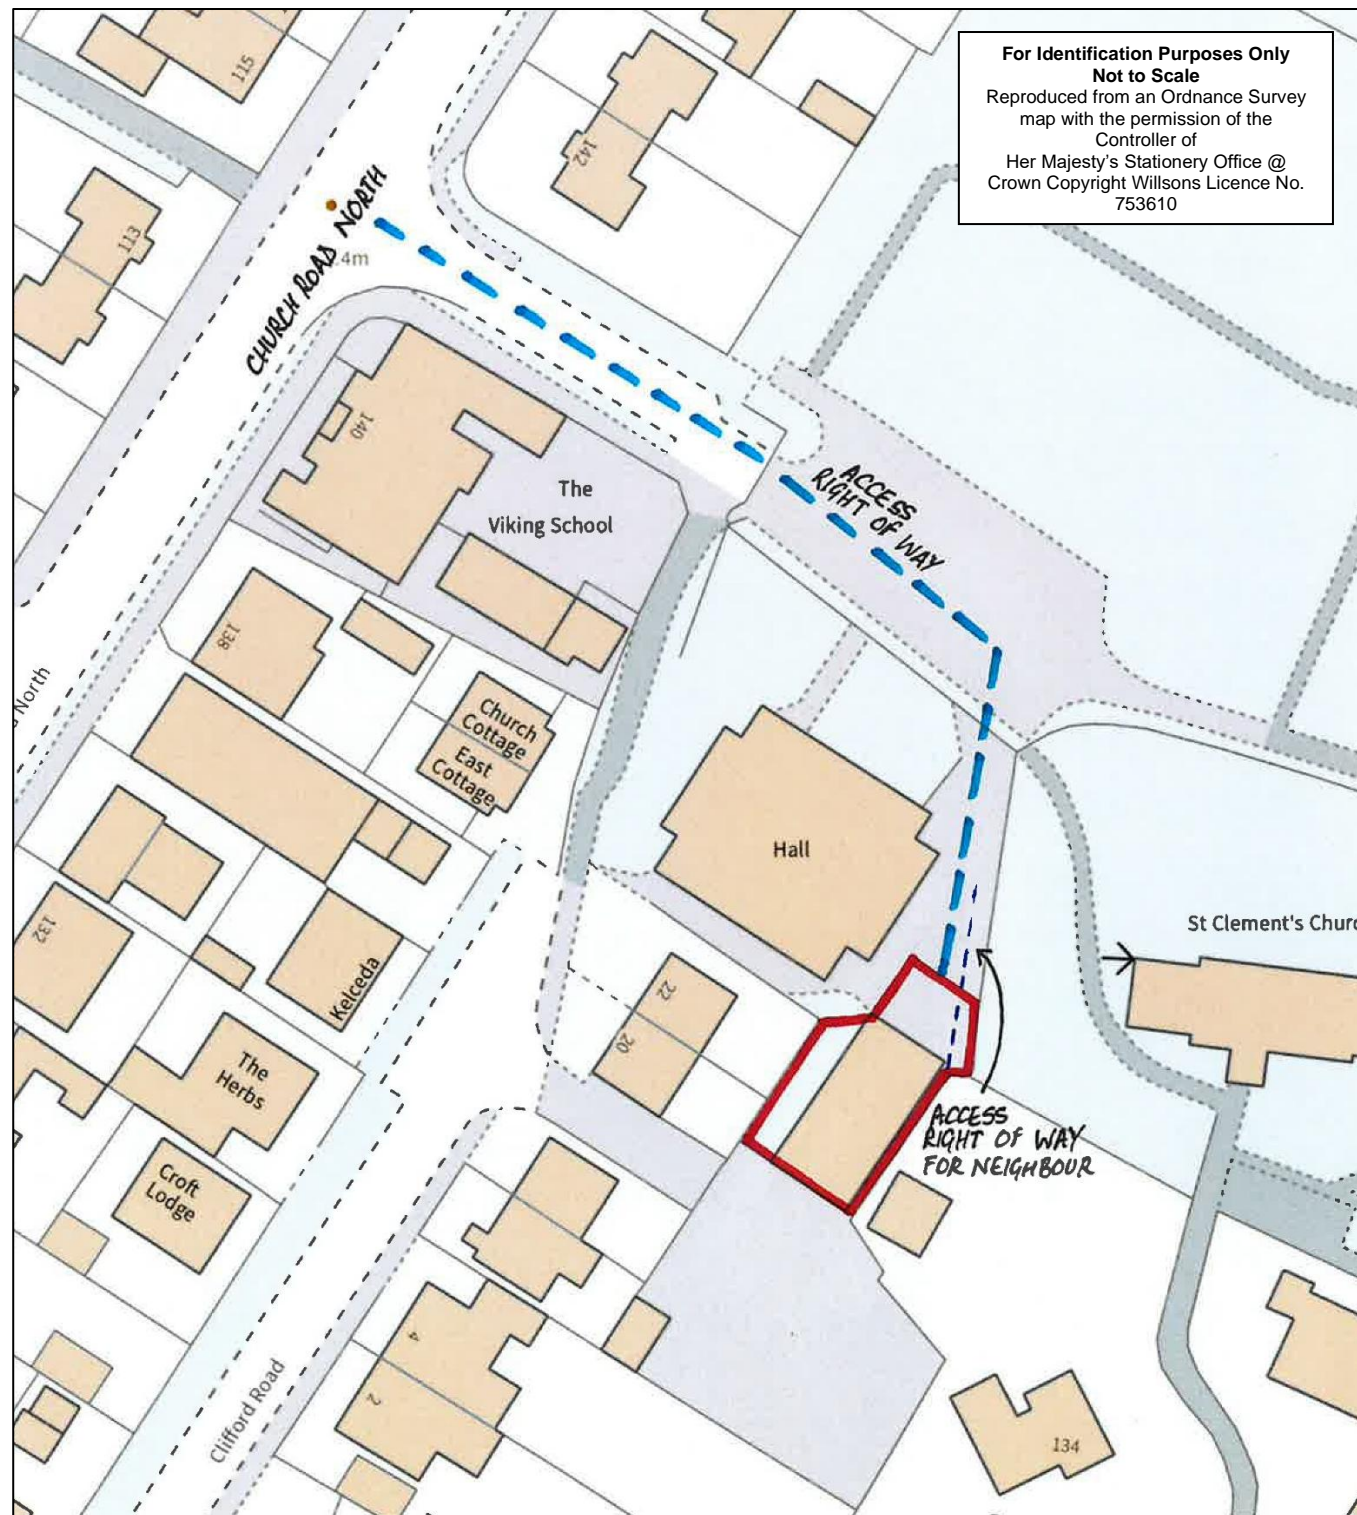 For Identification Purposes Only
Not to Scale
Reproduced from an Ordnance Survey
map with the permission of the
Controller of
Her Majesty's Stationery Office @
Crown Copyright Willsons Licence No.
753610
115
142
113
CHURCH ROAD NORTH
.4m
140
The
Viking School
ACCESS
RIGHT OF WAY
138
North
Church
Cottage
East
Cottage
Hall
132
Kelceda
St Clement's Churc
22
20
The
Herbs
ACCESS
RIGHT OF WAY
FOR NEIGHBOUR
Croft
Lodge
4
2
Clifford Road
134